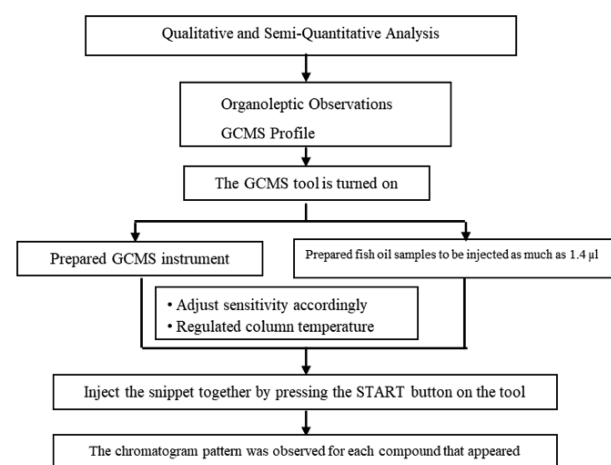 Qualitative and Semi-Quantitative Analysis
Organoleptic Observations
GCMS Profile
The GCMS tool is turned on
Prepared GCMS instrument
Prepared fish oil samples to be injected as much as 1.4 µl
• Adjust sensitivity accordingly
• Regulated column temperature
Inject the snippet together by pressing the START button on the tool
The chromatogram pattern was observed for each compound that appeared